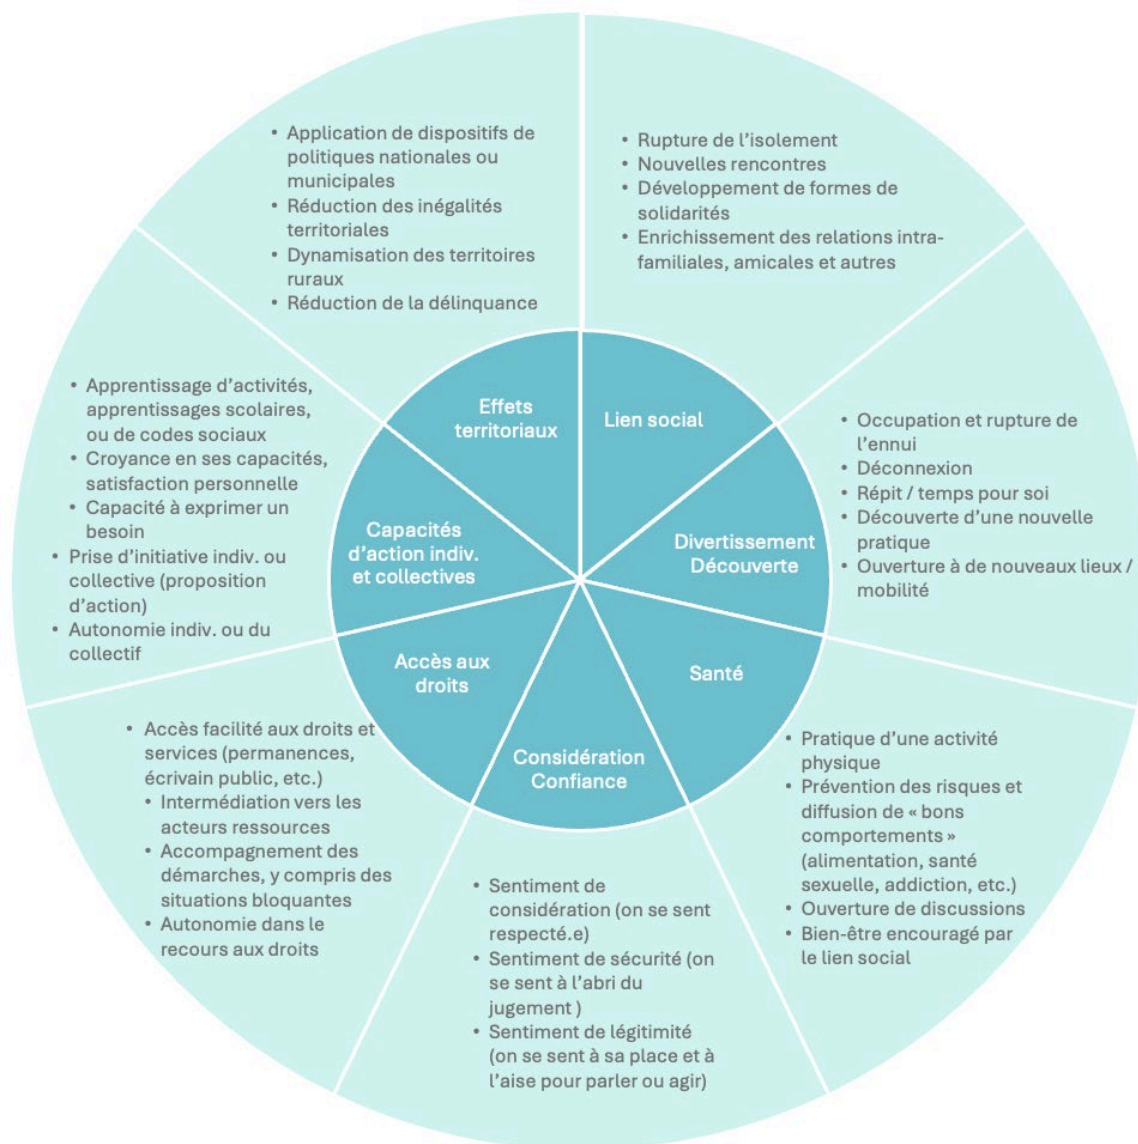 • Application de dispositifs de
politiques nationales ou
municipales
• Réduction des inégalités
territoriales
• Dynamisation des territoires
ruraux
• Réduction de la délinquance
• Rupture de l'isolement
• Nouvelles rencontres
• Développement de formes de
solidarités
• Enrichissement des relations intra-
familiales, amicales et autres
Effets
territoriaux
Lien social
• Apprentissage d'activités,
apprentissages scolaires,
ou de codes sociaux
• Croyance en ses capacités,
satisfaction personnelle
• Capacité à exprimer un
besoin
• Prise d'initiative indiv. ou
collective (proposition
d'action)
• Autonomie indiv. ou du
collectif
Capacités
d'action indiv.
et collectives
Divertissement
Découverte
• Occupation et rupture de
l'ennui
• Déconnexion
• Répit / temps pour soi
• Découverte d'une nouvelle
pratique
• Ouverture à de nouveaux lieux /
mobilité
Accès aux
droits
Santé
Considération
Confiance
• Accès facilité aux droits et
services (permanences,
écrivain public, etc.)
• Intermédiation vers les
acteurs ressources
• Accompagnement des
démarches, y compris des
situations bloquantes
• Autonomie dans le
recours aux droits
• Sentiment de
considération (on se sent
respecté.e)
• Sentiment de sécurité (on
se sent à l'abri du
jugement )
• Sentiment de légitimité
(on se sent à sa place et à
l'aise pour parler ou agir)
• Pratique d'une activité
physique
• Prévention des risques et
diffusion de « bons
comportements »
(alimentation, santé
sexuelle, addiction, etc.)
• Ouverture de discussions
• Bien-être encouragé par
le lien social